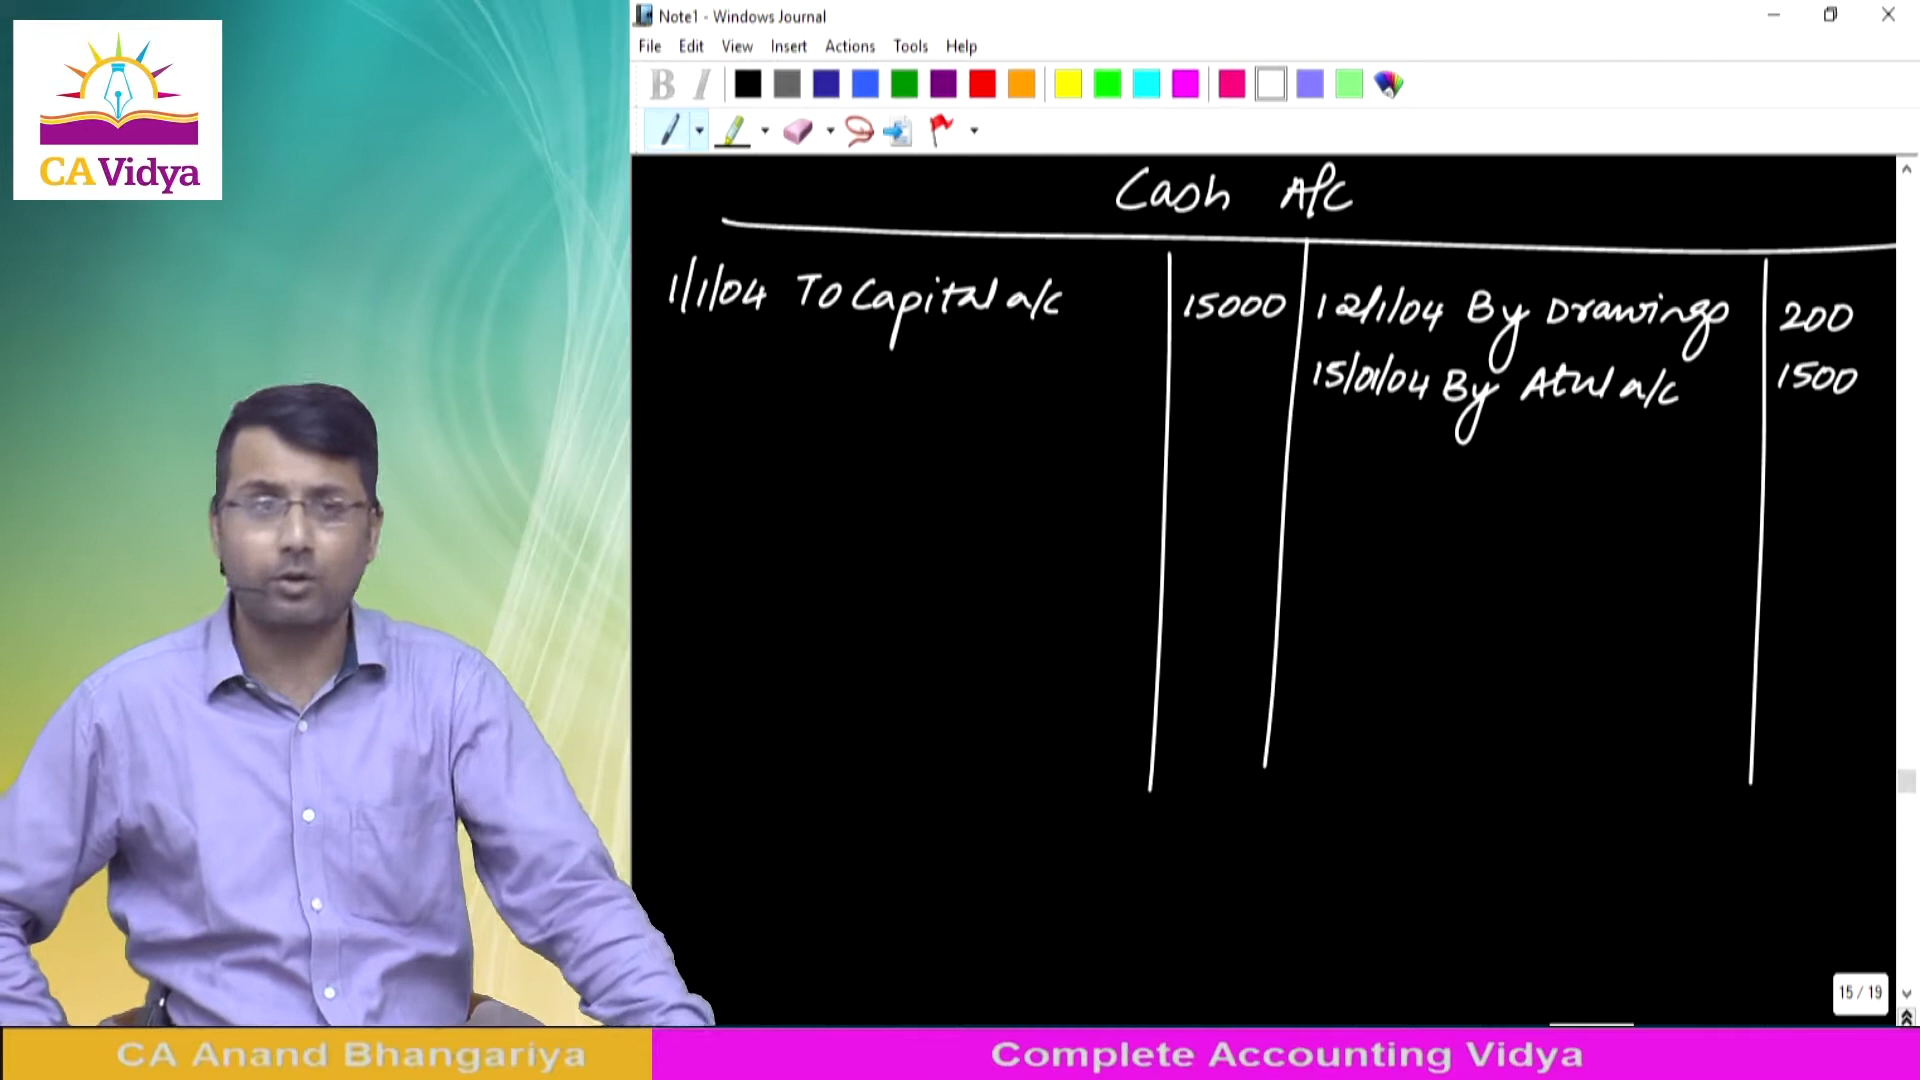 CA Vidya
Note1 - Windows Journal
File Edit View Insert Actions Tools Help
B I
Cash A/C
1/1/04 To Capital a/c 15000 12/1/04 By Drawings 200
15/01/04 By Atul a/c 1500
15 / 19
CA Anand Bhangariya
Complete Accounting Vidya